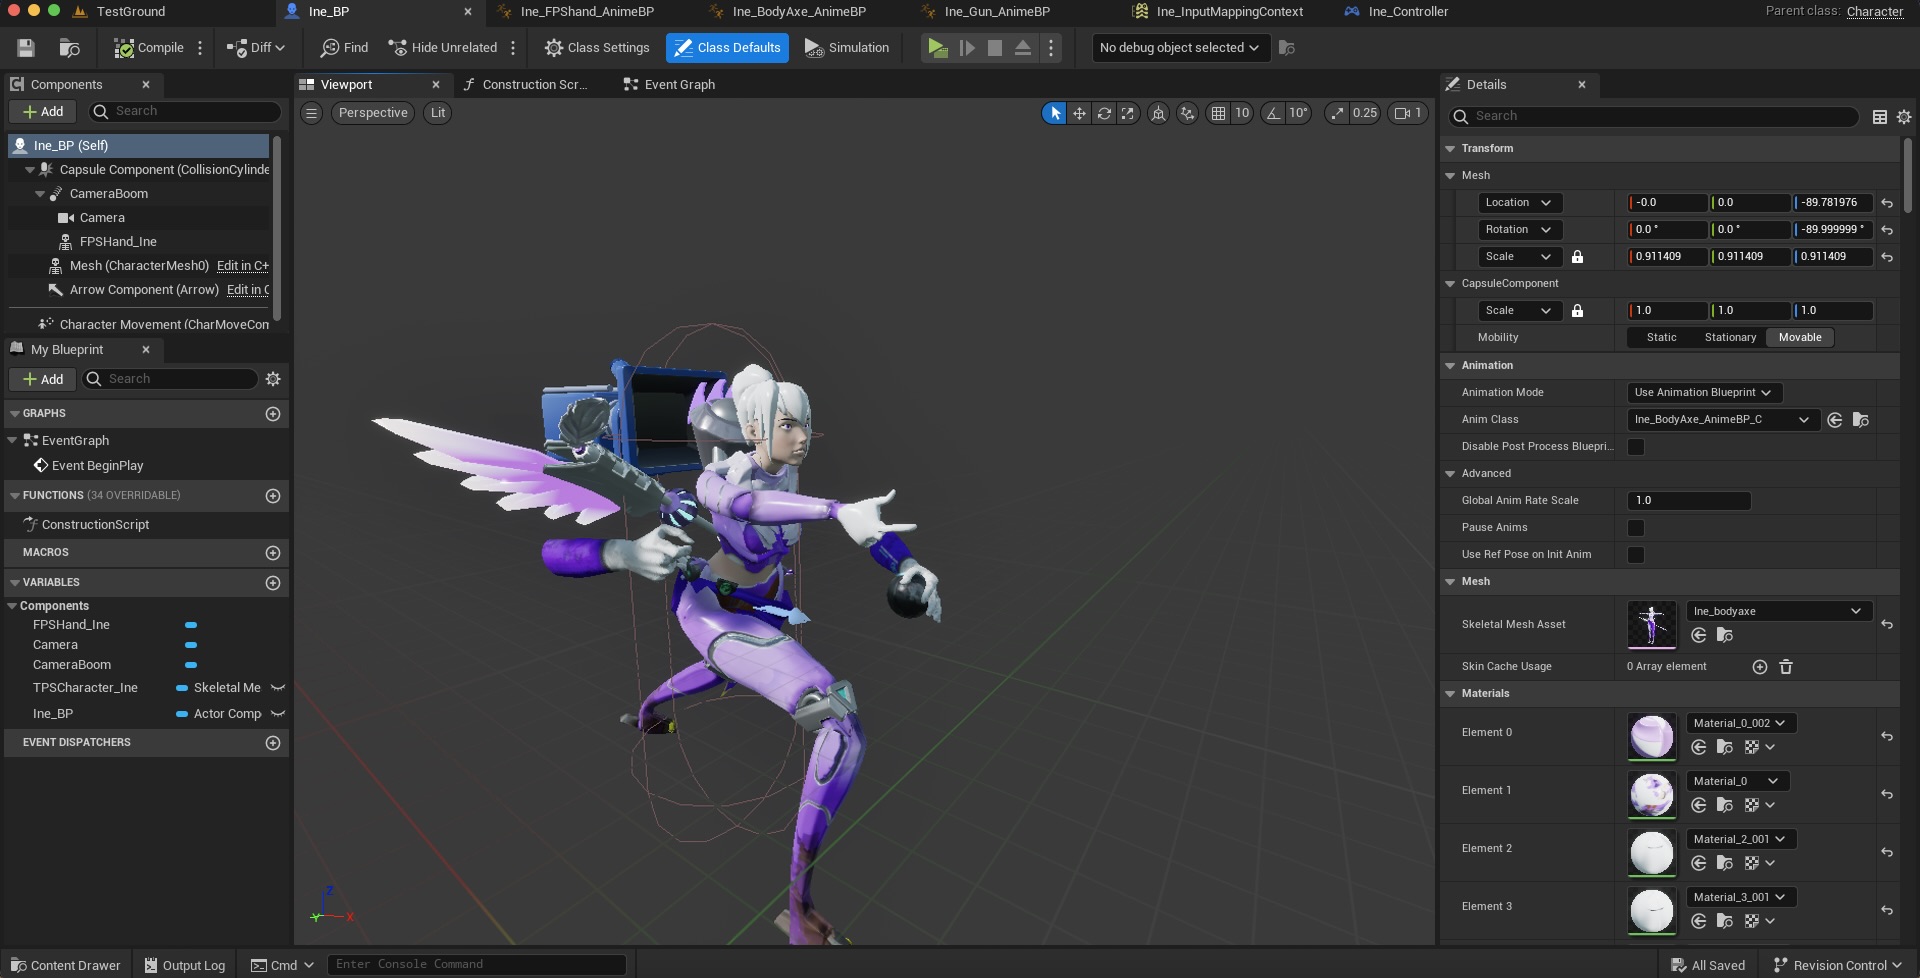 TestGround
Ine_BP
Ine_FPShand_AnimeBP
Ine_BodyAxe_AnimeBP
Ine_Gun_AnimeBP
Ine_InputMappingContext
Ine_Controller
Parent class: Character
Compile
Diff
Find
Hide Unrelated
Class Settings
Class Defaults
Simulation
No debug object selected
Components
Add
Search
Ine_BP (Self)
Capsule Component (CollisionCylinde
CameraBoom
Camera
FPSHand_Ine
Mesh (CharacterMesh0) Edit in C+
Arrow Component (Arrow) Edit in C
Character Movement (CharMoveCom
My Blueprint
Add
Search
GRAPHS
EventGraph
Event BeginPlay
FUNCTIONS (34 OVERRIDABLE)
ConstructionScript
MACROS
VARIABLES
Components
FPSHand_Ine
Camera
CameraBoom
TPSCharacter_Ine Skeletal Me
Ine_BP Actor Comp
EVENT DISPATCHERS
Viewport
Construction Scr...
Event Graph
Perspective
Lit
10
10°
0.25
1
Z
Y
X
Details
Search
Transform
Mesh
Location -0.0 0.0 -89.781976
Rotation 0.0 ° 0.0 ° -89.999999 °
Scale 0.911409 0.911409 0.911409
CapsuleComponent
Scale 1.0 1.0 1.0
Mobility Static Stationary Movable
Animation
Animation Mode Use Animation Blueprint
Anim Class Ine_BodyAxe_AnimeBP_C
Disable Post Process Bluepri...
Advanced
Global Anim Rate Scale 1.0
Pause Anims
Use Ref Pose on Init Anim
Mesh
Skeletal Mesh Asset Ine_bodyaxe
Skin Cache Usage 0 Array element
Materials
Element 0 Material_0_002
Element 1 Material_0
Element 2 Material_2_001
Element 3 Material_3_001
Content Drawer
Output Log
Cmd
Enter Console Command
All Saved
Revision Control